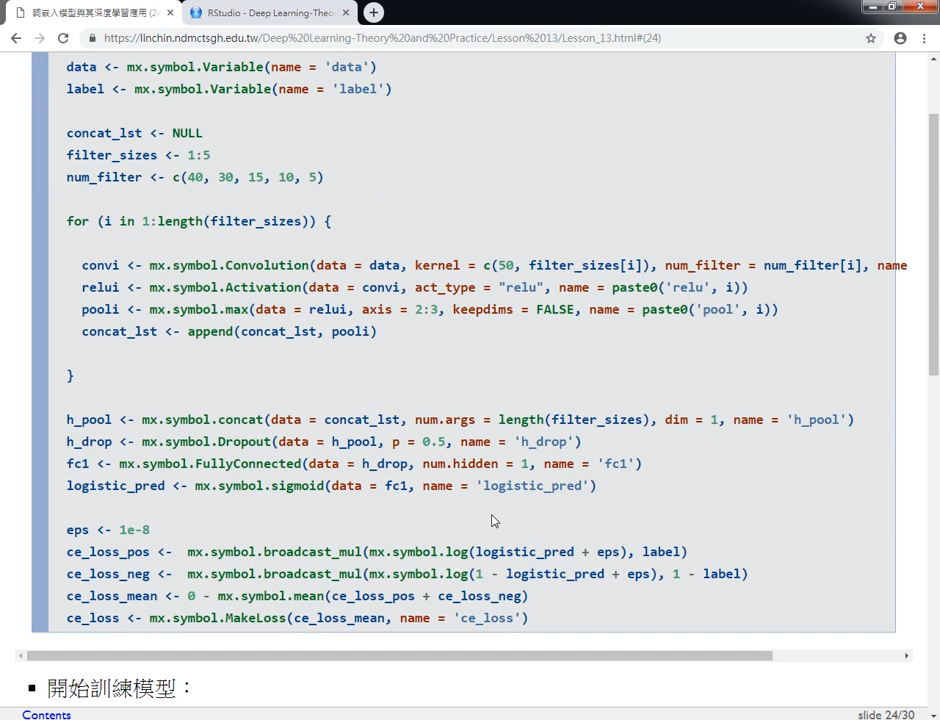 詞嵌入模型與其深度學習應用 (2
RStudio - Deep Learning-Theo
https://linchin.ndmctsgh.edu.tw/Deep%20Learning-Theory%20and%20Practice/Lesson%2013/Lesson_13.html#(24)
data <- mx.symbol.Variable(name = 'data')
label <- mx.symbol.Variable(name = 'label')
concat_lst <- NULL
filter_sizes <- 1:5
num_filter <- c(40, 30, 15, 10, 5)
for (i in 1:length(filter_sizes)) {
convi <- mx.symbol.Convolution(data = data, kernel = c(50, filter_sizes[i]), num_filter = num_filter[i], name
relui <- mx.symbol.Activation(data = convi, act_type = "relu", name = paste0('relu', i))
pooli <- mx.symbol.max(data = relui, axis = 2:3, keepdims = FALSE, name = paste0('pool', i))
concat_lst <- append(concat_lst, pooli)
}
h_pool <- mx.symbol.concat(data = concat_lst, num.args = length(filter_sizes), dim = 1, name = 'h_pool')
h_drop <- mx.symbol.Dropout(data = h_pool, p = 0.5, name = 'h_drop')
fc1 <- mx.symbol.FullyConnected(data = h_drop, num.hidden = 1, name = 'fc1')
logistic_pred <- mx.symbol.sigmoid(data = fc1, name = 'logistic_pred')
eps <- 1e-8
ce_loss_pos <-  mx.symbol.broadcast_mul(mx.symbol.log(logistic_pred + eps), label)
ce_loss_neg <-  mx.symbol.broadcast_mul(mx.symbol.log(1 - logistic_pred + eps), 1 - label)
ce_loss_mean <- 0 - mx.symbol.mean(ce_loss_pos + ce_loss_neg)
ce_loss <- mx.symbol.MakeLoss(ce_loss_mean, name = 'ce_loss')
▪ 開始訓練模型：
Contents
slide 24/30